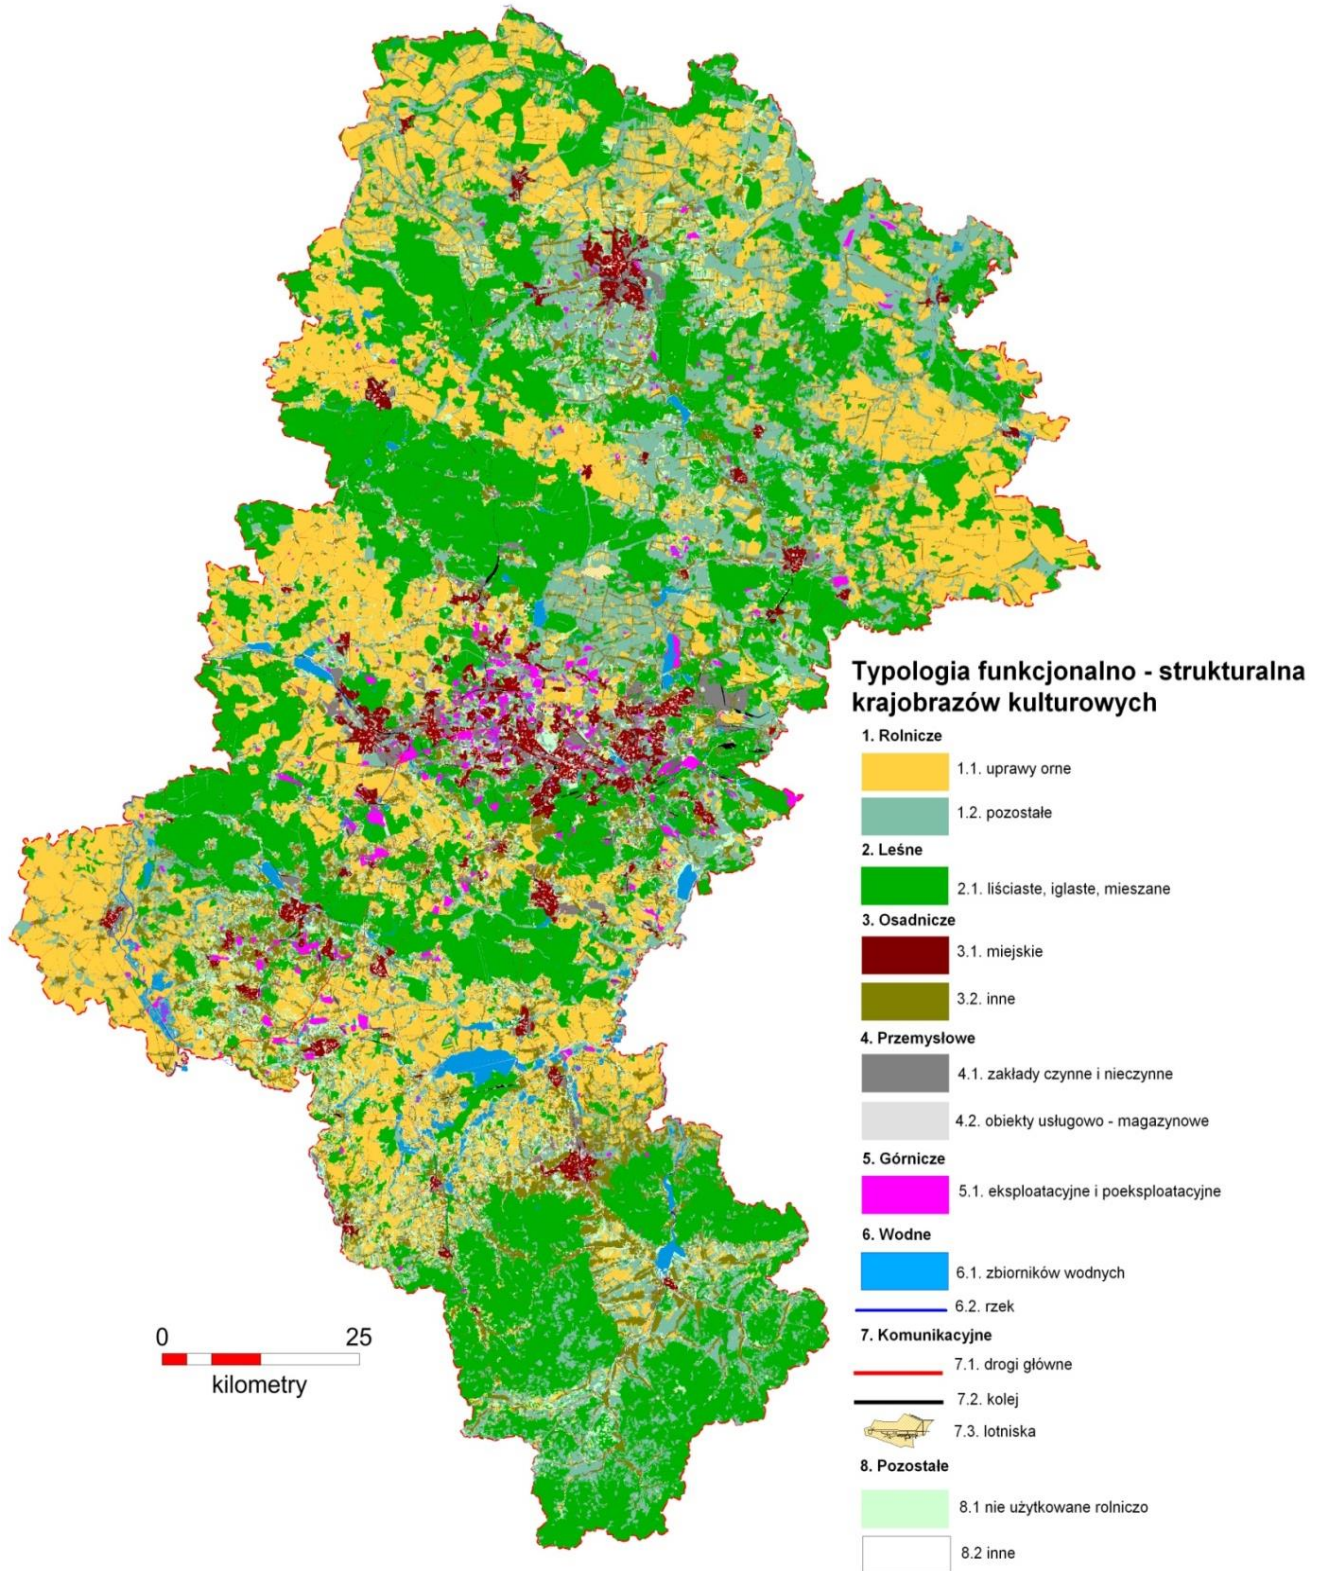 Typologia funkcjonalno - strukturalna
krajobrazów kulturowych
1. Rolnicze
1.1. uprawy orne
1.2. pozostałe
2. Leśne
2.1. liściaste, iglaste, mieszane
3. Osadnicze
3.1. miejskie
3.2. inne
4. Przemysłowe
4.1. zakłady czynne i nieczynne
4.2. obiekty usługowo - magazynowe
5. Górnicze
5.1. eksploatacyjne i poeksploatacyjne
6. Wodne
6.1. zbiorników wodnych
6.2. rzek
7. Komunikacyjne
7.1. drogi główne
7.2. kolej
7.3. lotniska
8. Pozostałe
8.1 nie użytkowane rolniczo
8.2 inne
0 25
kilometry